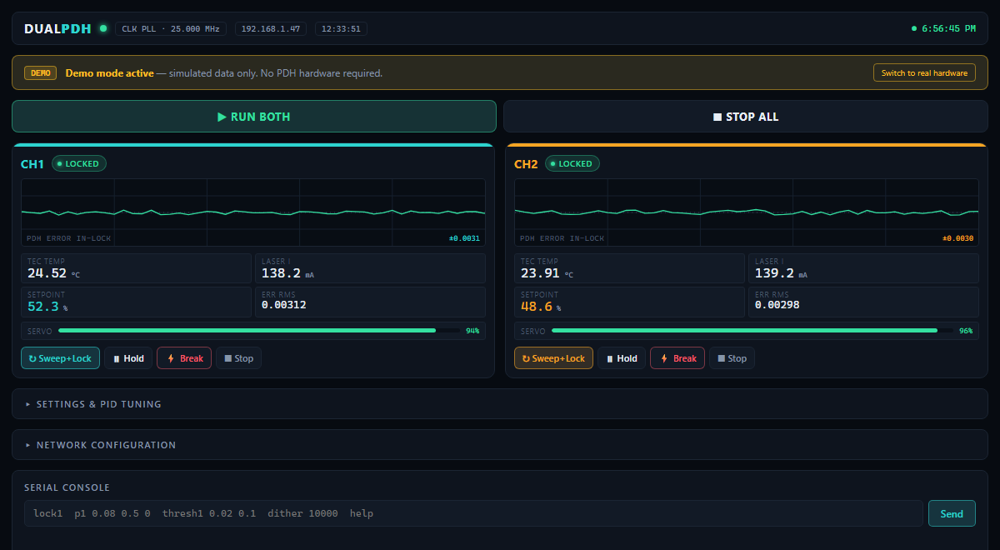 DUALPDH
CLK PLL · 25.000 MHz
192.168.1.47
12:33:51
6:56:45 PM
DEMO
Demo mode active — simulated data only. No PDH hardware required.
Switch to real hardware
▶ RUN BOTH
■ STOP ALL
CH1
LOCKED
PDH ERROR IN-LOCK
±0.0031
TEC TEMP
24.52 °C
LASER I
138.2 mA
SETPOINT
52.3 %
ERR RMS
0.00312
SERVO
94%
↻ Sweep+Lock
⏸ Hold
⚡ Break
■ Stop
CH2
LOCKED
PDH ERROR IN-LOCK
±0.0030
TEC TEMP
23.91 °C
LASER I
139.2 mA
SETPOINT
48.6 %
ERR RMS
0.00298
SERVO
96%
↻ Sweep+Lock
⏸ Hold
⚡ Break
■ Stop
▸ SETTINGS & PID TUNING
▸ NETWORK CONFIGURATION
SERIAL CONSOLE
lock1  p1 0.08 0.5 0  thresh1 0.02 0.1  dither 10000  help
Send